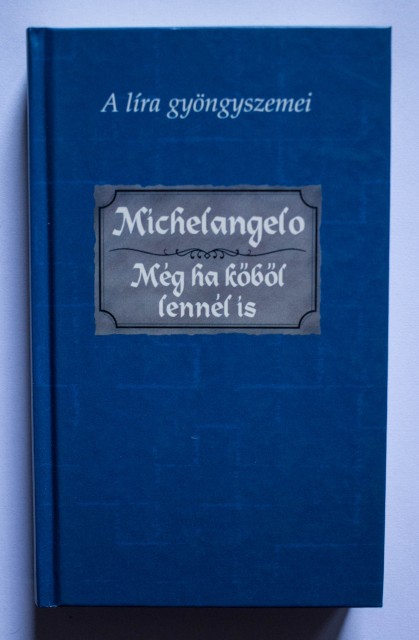 A líra gyöngyszemei
Michelangelo
Még ha kőből
lennél is